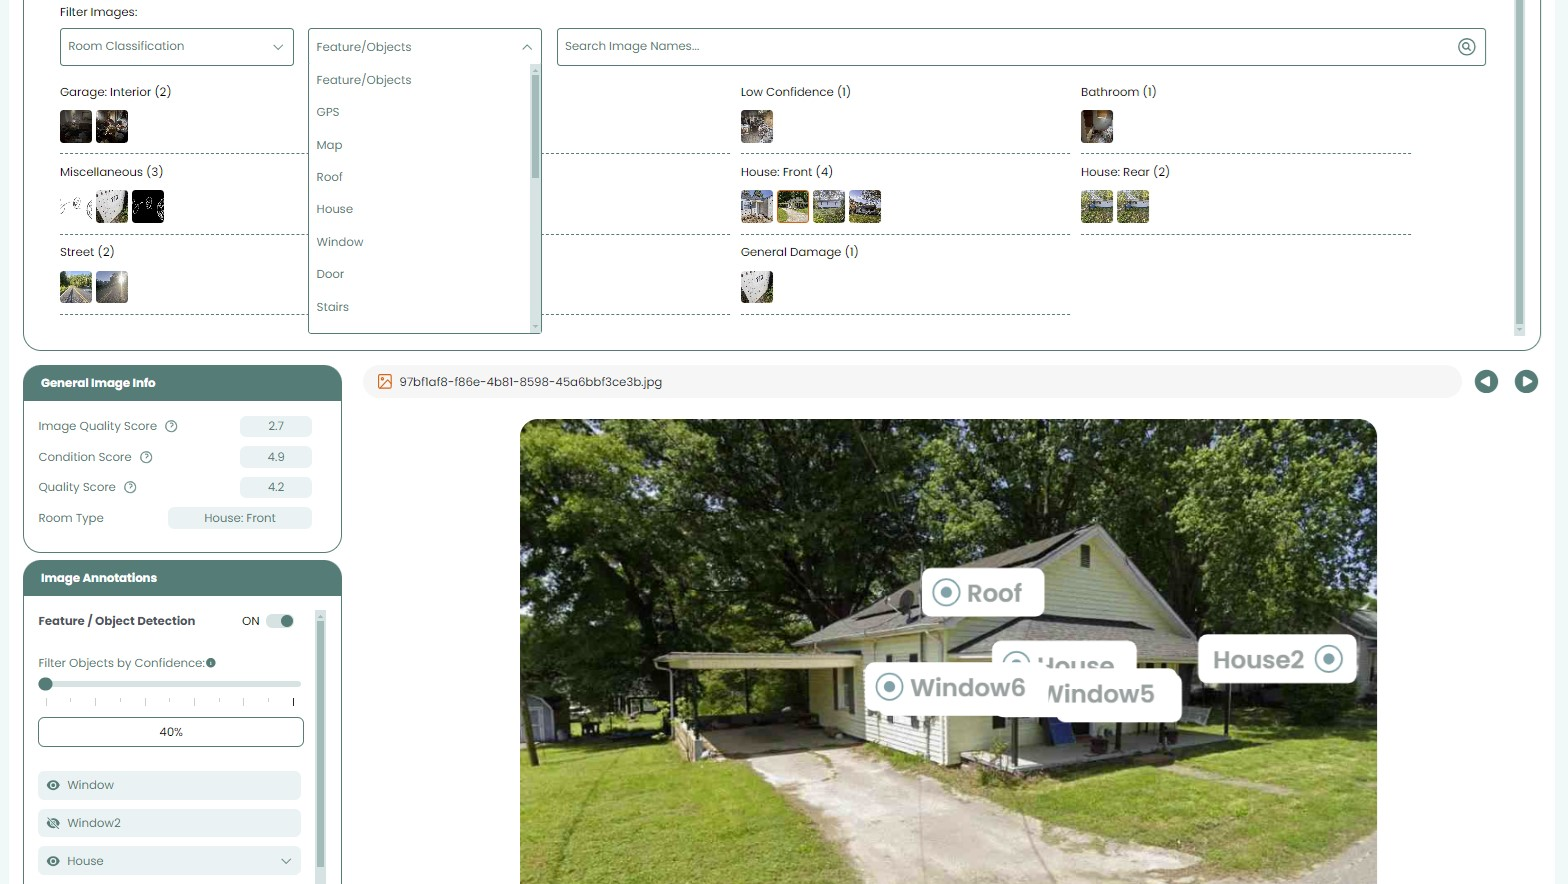 Filter Images:
Room Classification
Feature/Objects
Search Image Names...
Feature/Objects
GPS
Map
Roof
House
Window
Door
Stairs
Garage: Interior (2)
Low Confidence (1)
Bathroom (1)
Miscellaneous (3)
House: Front (4)
House: Rear (2)
Street (2)
General Damage (1)
General Image Info
Image Quality Score
2.7
Condition Score
4.9
Quality Score
4.2
Room Type
House: Front
Image Annotations
Feature / Object Detection
ON
Filter Objects by Confidence:
40%
Window
Window2
House
97bf1af8-f86e-4b81-8598-45a6bbf3ce3b.jpg
Roof
House
House2
Window6
Window5